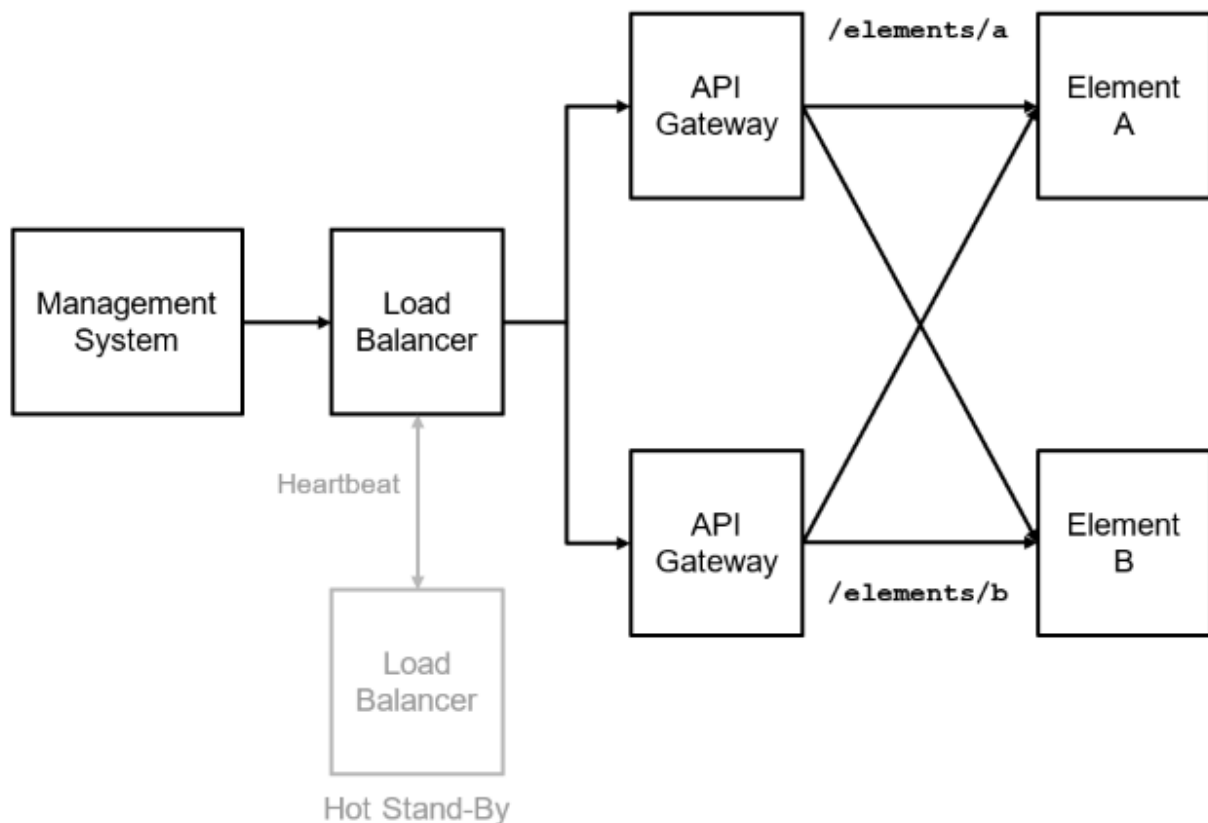 /elements/a
API
Gateway
Element
A
Management
System
Load
Balancer
Heartbeat
API
Gateway
Element
B
/elements/b
Load
Balancer
Hot Stand-By